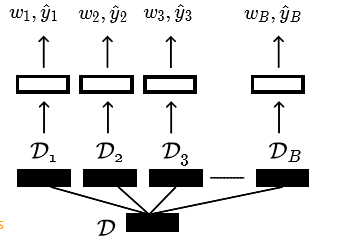 w₁, ŷ₁ w₂, ŷ₂ w₃, ŷ₃ w_B, ŷ_B
𝒟₁ 𝒟₂ 𝒟₃ 𝒟_B
𝒟
s